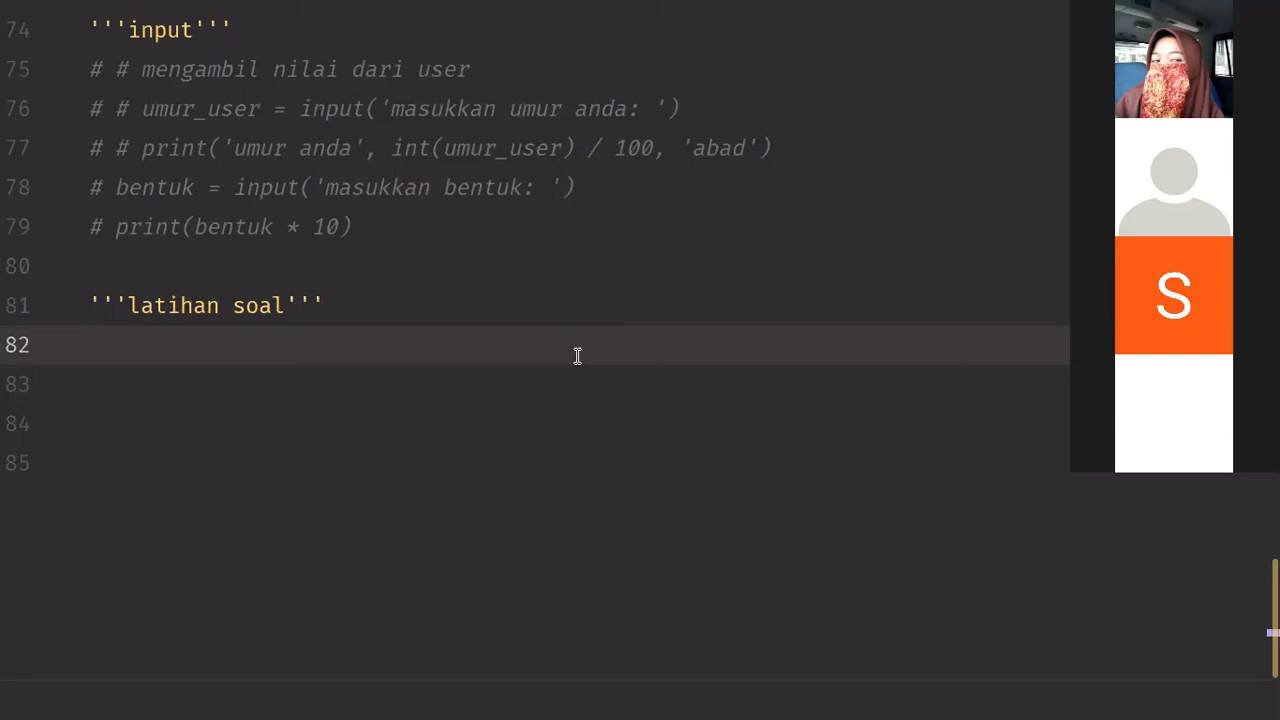 74 '''input'''
75 # # mengambil nilai dari user
76 # # umur_user = input('masukkan umur anda: ')
77 # # print('umur anda', int(umur_user) / 100, 'abad')
78 # bentuk = input('masukkan bentuk: ')
79 # print(bentuk * 10)
80
81 '''latihan soal'''
82
83
84
85
S